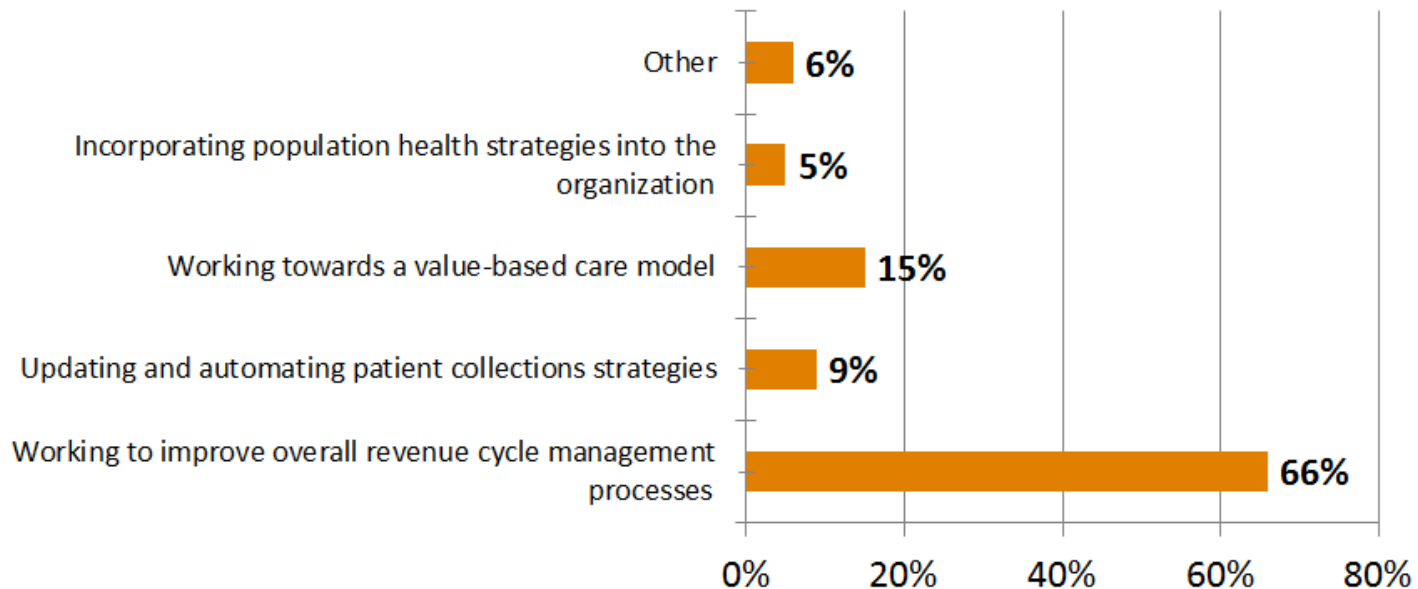 Other
6%
Incorporating population health strategies into the
organization
5%
Working towards a value-based care model
15%
Updating and automating patient collections strategies
9%
Working to improve overall revenue cycle management
processes
66%
0% 20% 40% 60% 80%